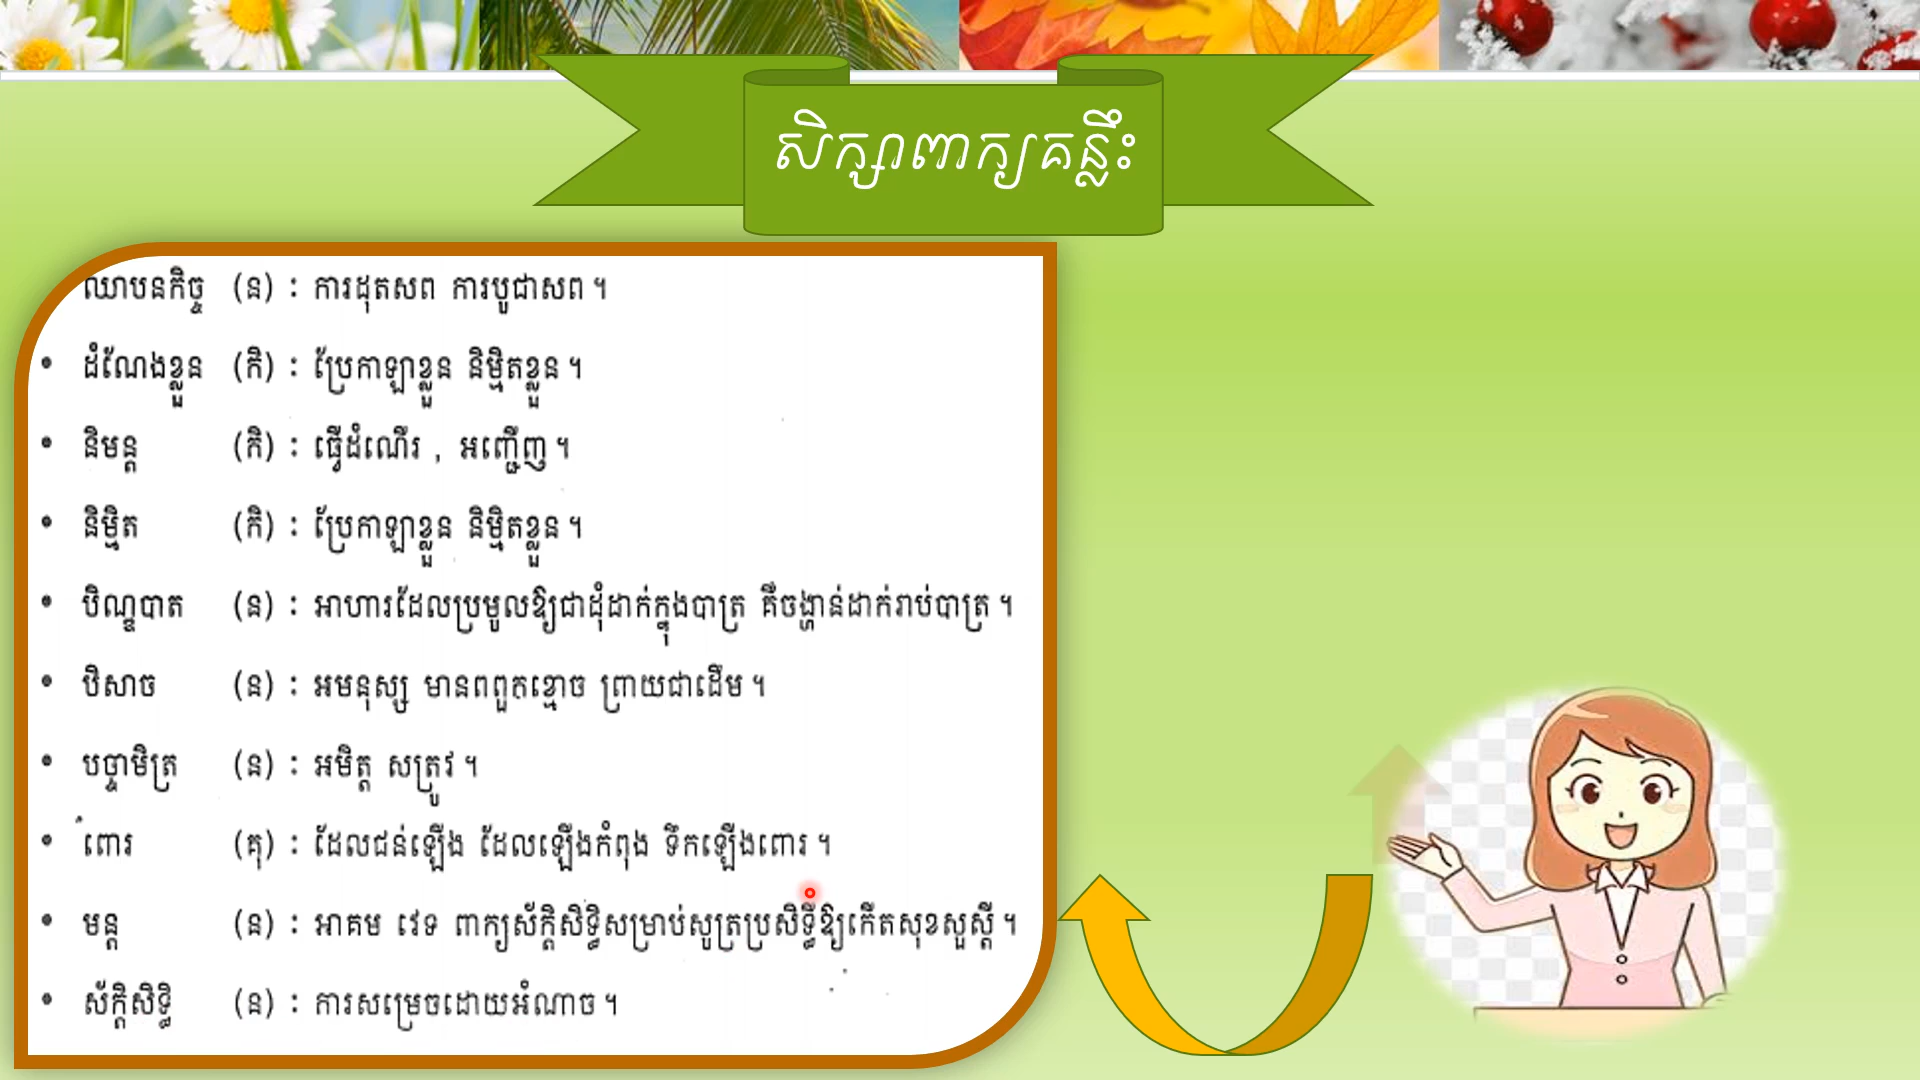 សិក្សាពាក្យគន្លឹះ
ឈាបនកិច្ច (ន) : ការដុតសព ការបូជាសព ។
• ដំណែងខ្លួន (កិ) : ប្រែកាឡាខ្លួន និម្មិតខ្លួន ។
• និមន្ត (កិ) : ធ្វើដំណើរ , អញ្ជើញ ។
• និម្មិត (កិ) : ប្រែកាឡាខ្លួន និម្មិតខ្លួន ។
• បិណ្ឌបាត (ន) : អាហារដែលប្រមូលឱ្យជាដុំដាក់ក្នុងបាត្រ គឺចង្ហាន់ដាក់រាប់បាត្រ ។
• បិសាច (ន) : អមនុស្ស មានពពួកខ្មោច ព្រាយជាដើម ។
• បច្ចាមិត្រ (ន) : អមិត្ត សត្រូវ ។
• ពោរ (គុ) : ដែលជន់ឡើង ដែលឡើងកំពុង ទឹកឡើងពោរ ។
• មន្ត (ន) : អាគម វេទ ពាក្យស័ក្តិសិទ្ធិសម្រាប់សូត្រប្រសិទ្ធិឱ្យកើតសុខសួស្តី ។
• ស័ក្តិសិទ្ធិ (ន) : ការសម្រេចដោយអំណាច ។